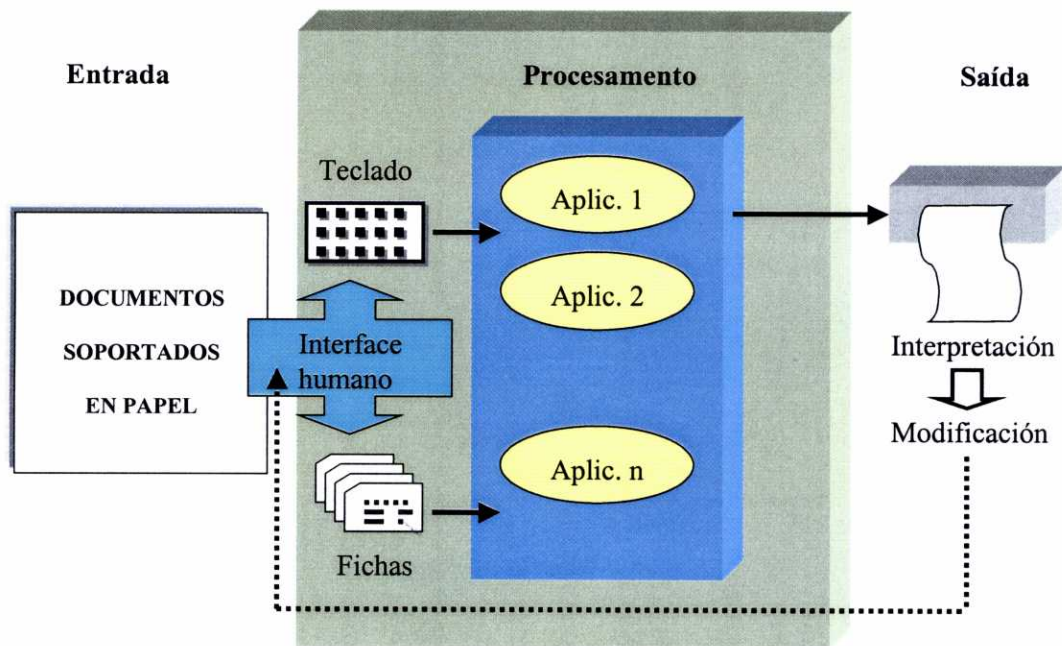 Entrada
Procesamento
Saída
Teclado
Aplic. 1
Aplic. 2
Aplic. n
DOCUMENTOS
SOPORTADOS
EN PAPEL
Interface
humano
Fichas
Interpretación
Modificación